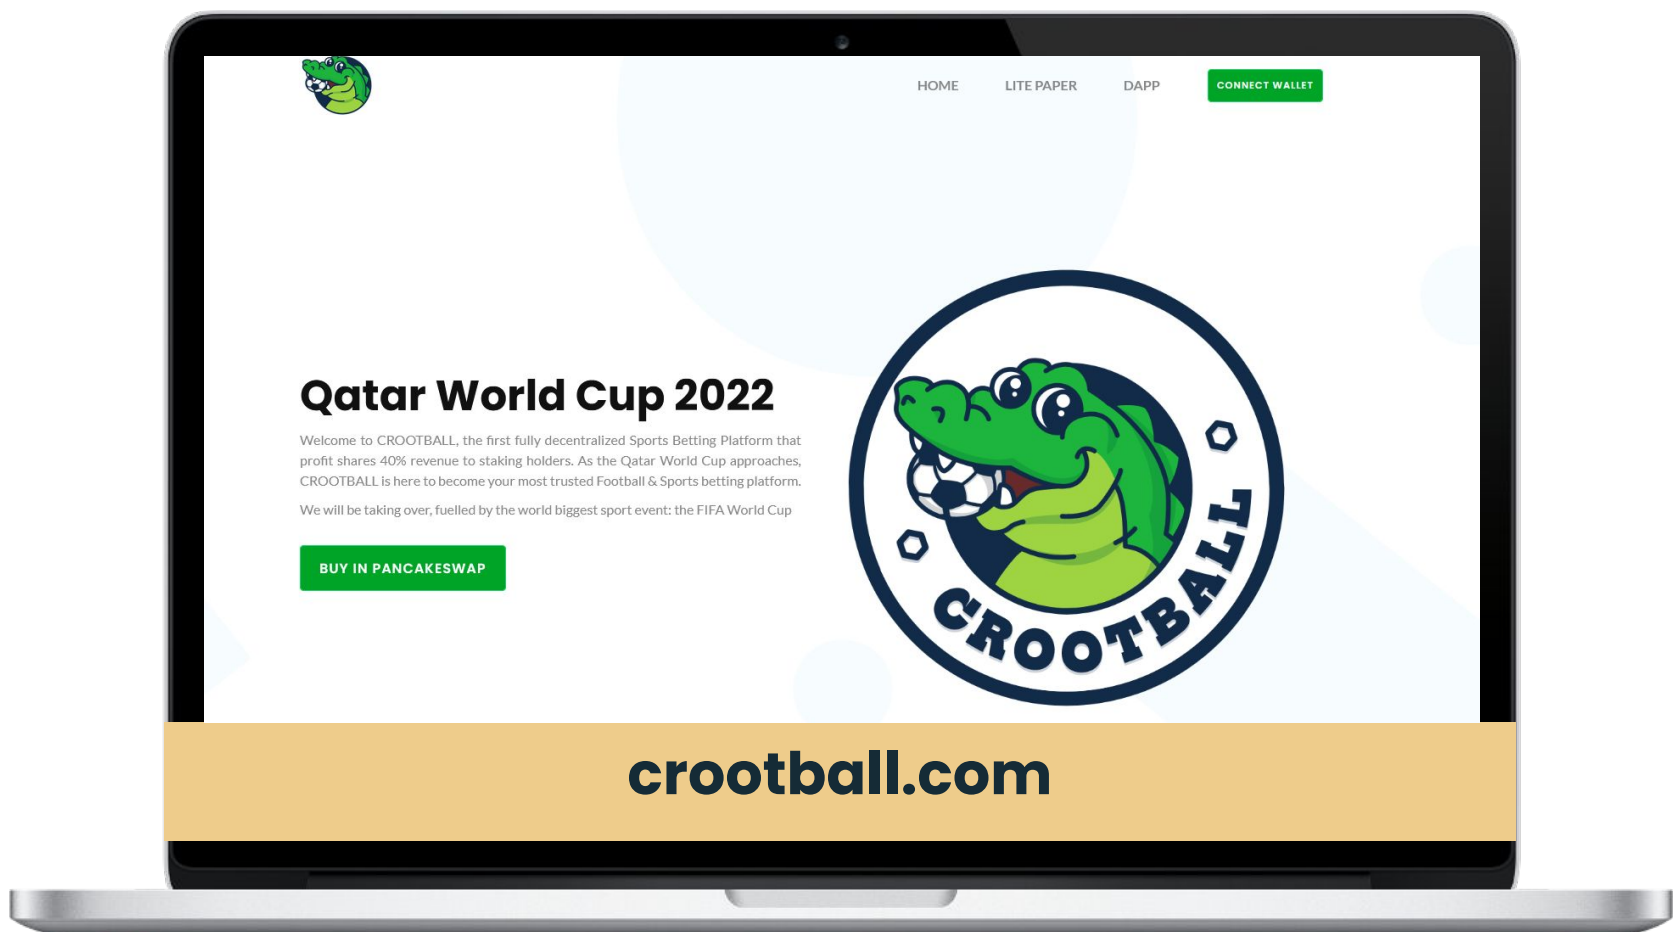 HOME LITE PAPER DAPP CONNECT WALLET
Qatar World Cup 2022
Welcome to CROOTBALL, the first fully decentralized Sports Betting Platform that
profit shares 40% revenue to staking holders. As the Qatar World Cup approaches,
CROOTBALL is here to become your most trusted Football & Sports betting platform.
We will be taking over, fuelled by the world biggest sport event: the FIFA World Cup
BUY IN PANCAKESWAP
CROOTBALL
crootball.com